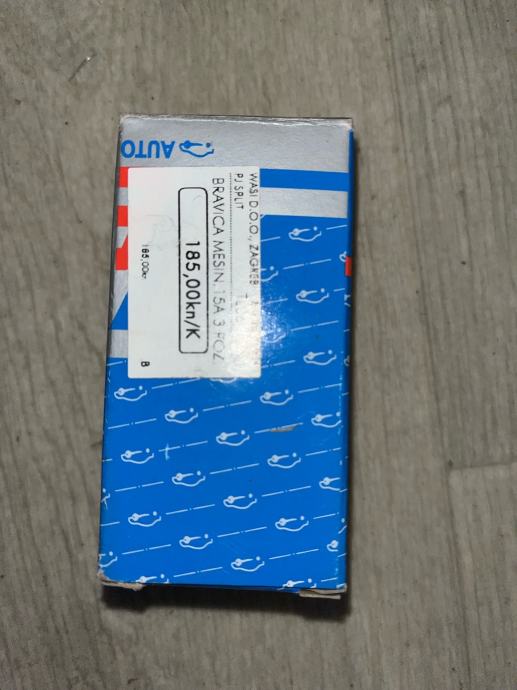 AUTO
WASI D.O.O., ZAGREB
PJ SPLIT
BRAVICA MESIN. 15A 3 POZ.
185,00kn/K
185,00kn
B